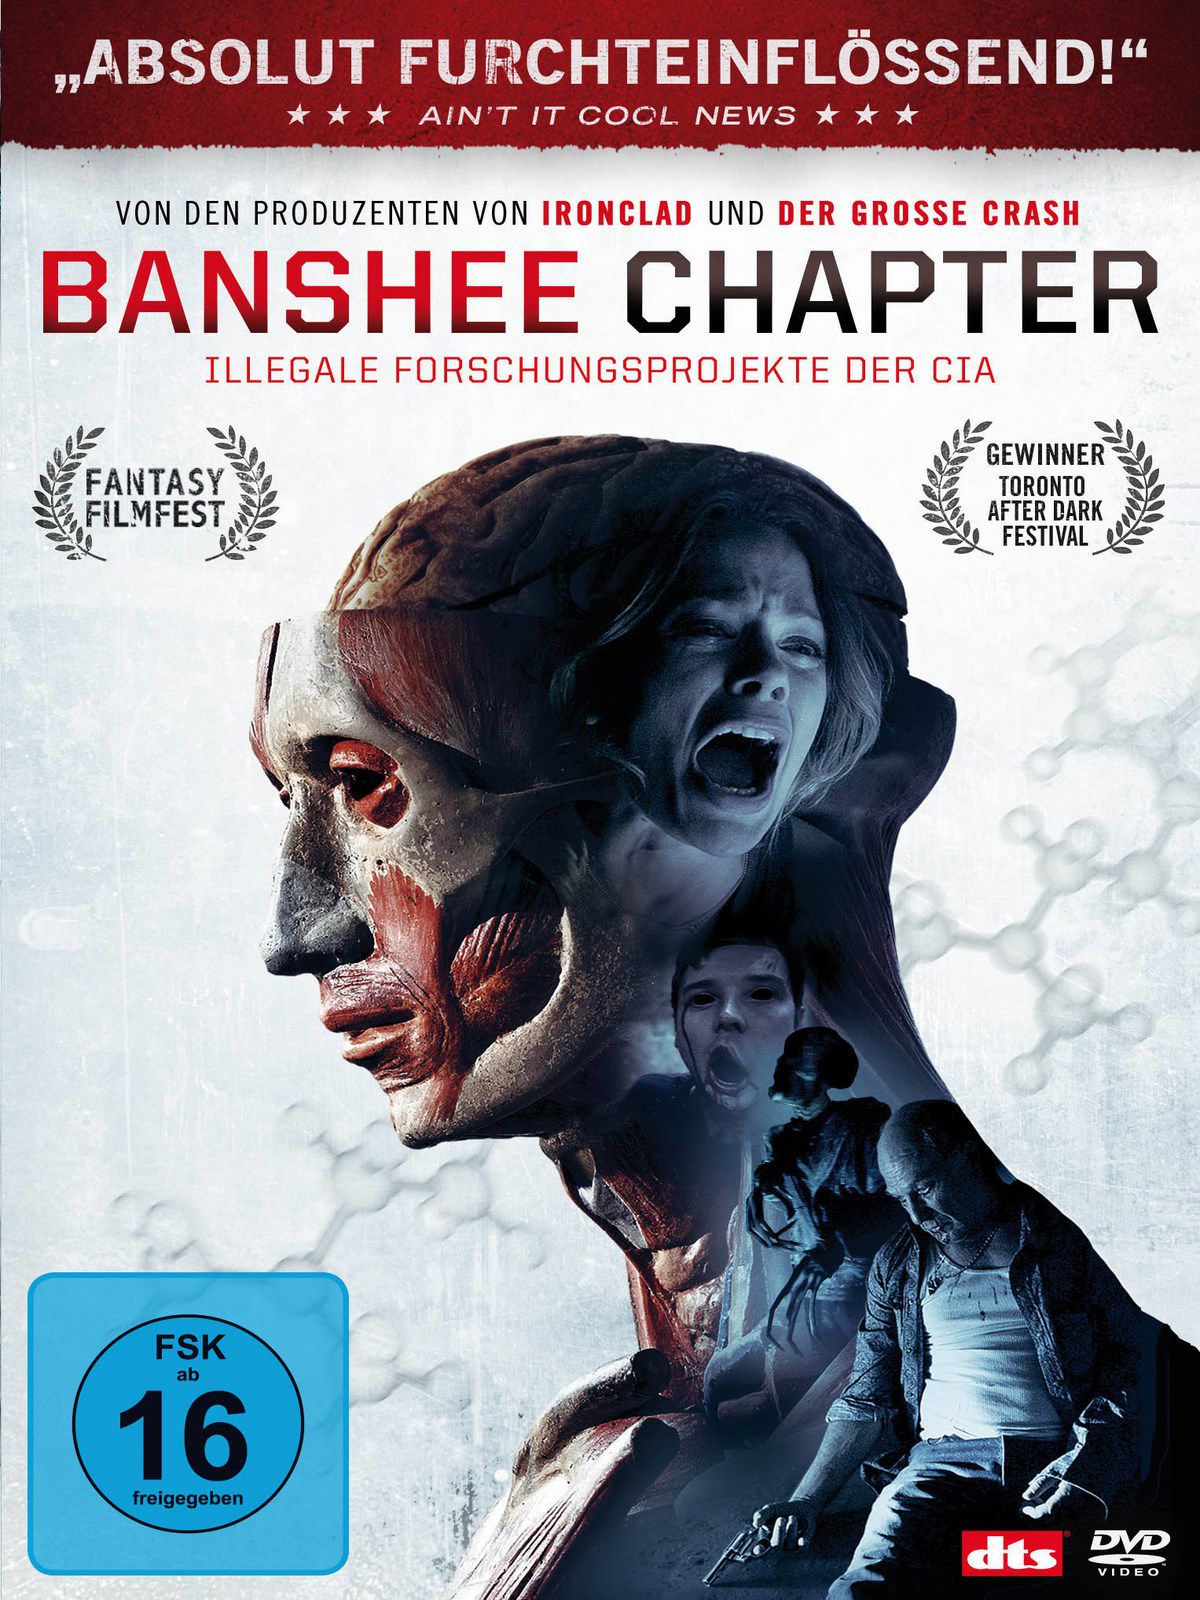 „ABSOLUT FURCHTEINFLÖSSEND!“
★ ★ ★ AIN'T IT COOL NEWS ★ ★ ★
VON DEN PRODUZENTEN VON IRONCLAD UND DER GROSSE CRASH
BANSHEE CHAPTER
ILLEGALE FORSCHUNGSPROJEKTE DER CIA
FANTASY
FILMFEST
GEWINNER
TORONTO
AFTER DARK
FESTIVAL
FSK
ab
16
freigegeben
dts®
DVD
VIDEO